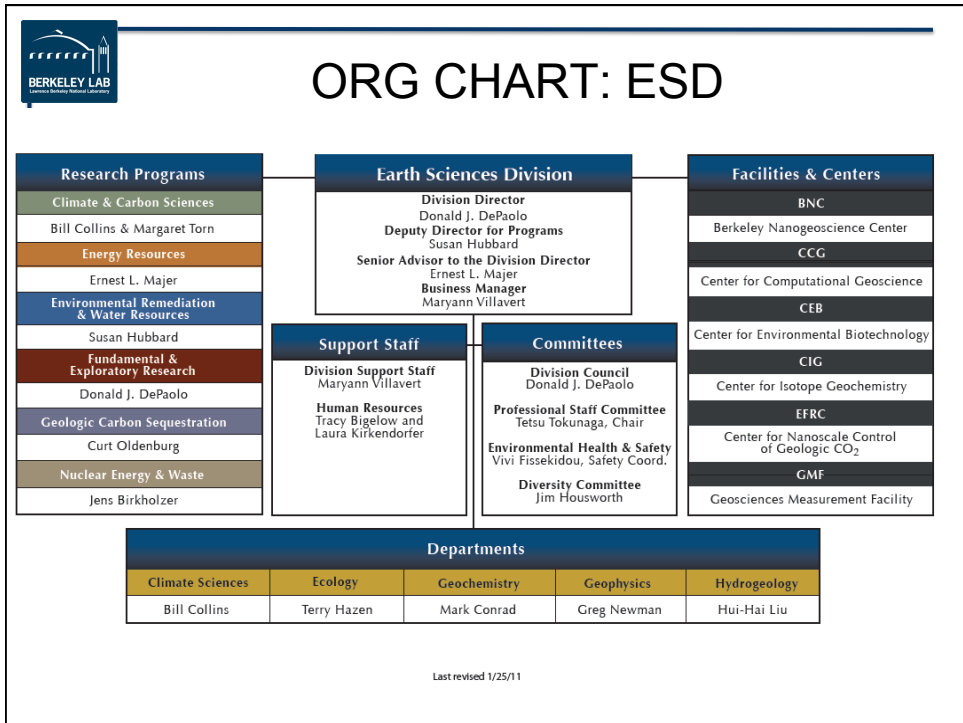 BERKELEY LAB
Lawrence Berkeley National Laboratory
ORG CHART: ESD
Research Programs
Climate & Carbon Sciences
Bill Collins & Margaret Torn
Energy Resources
Ernest L. Majer
Environmental Remediation
& Water Resources
Susan Hubbard
Fundamental &
Exploratory Research
Donald J. DePaolo
Geologic Carbon Sequestration
Curt Oldenburg
Nuclear Energy & Waste
Jens Birkholzer
Earth Sciences Division
Division Director
Donald J. DePaolo
Deputy Director for Programs
Susan Hubbard
Senior Advisor to the Division Director
Ernest L. Majer
Business Manager
Maryann Villavert
Support Staff
Division Support Staff
Maryann Villavert
Human Resources
Tracy Bigelow and
Laura Kirkendorfer
Committees
Division Council
Donald J. DePaolo
Professional Staff Committee
Tetsu Tokunaga, Chair
Environmental Health & Safety
Vivi Fissekidou, Safety Coord.
Diversity Committee
Jim Housworth
Facilities & Centers
BNC
Berkeley Nanogeoscience Center
CCG
Center for Computational Geoscience
CEB
Center for Environmental Biotechnology
CIG
Center for Isotope Geochemistry
EFRC
Center for Nanoscale Control
of Geologic CO2
GMF
Geosciences Measurement Facility
Departments
Climate Sciences
Bill Collins
Ecology
Terry Hazen
Geochemistry
Mark Conrad
Geophysics
Greg Newman
Hydrogeology
Hui-Hai Liu
Last revised 1/25/11